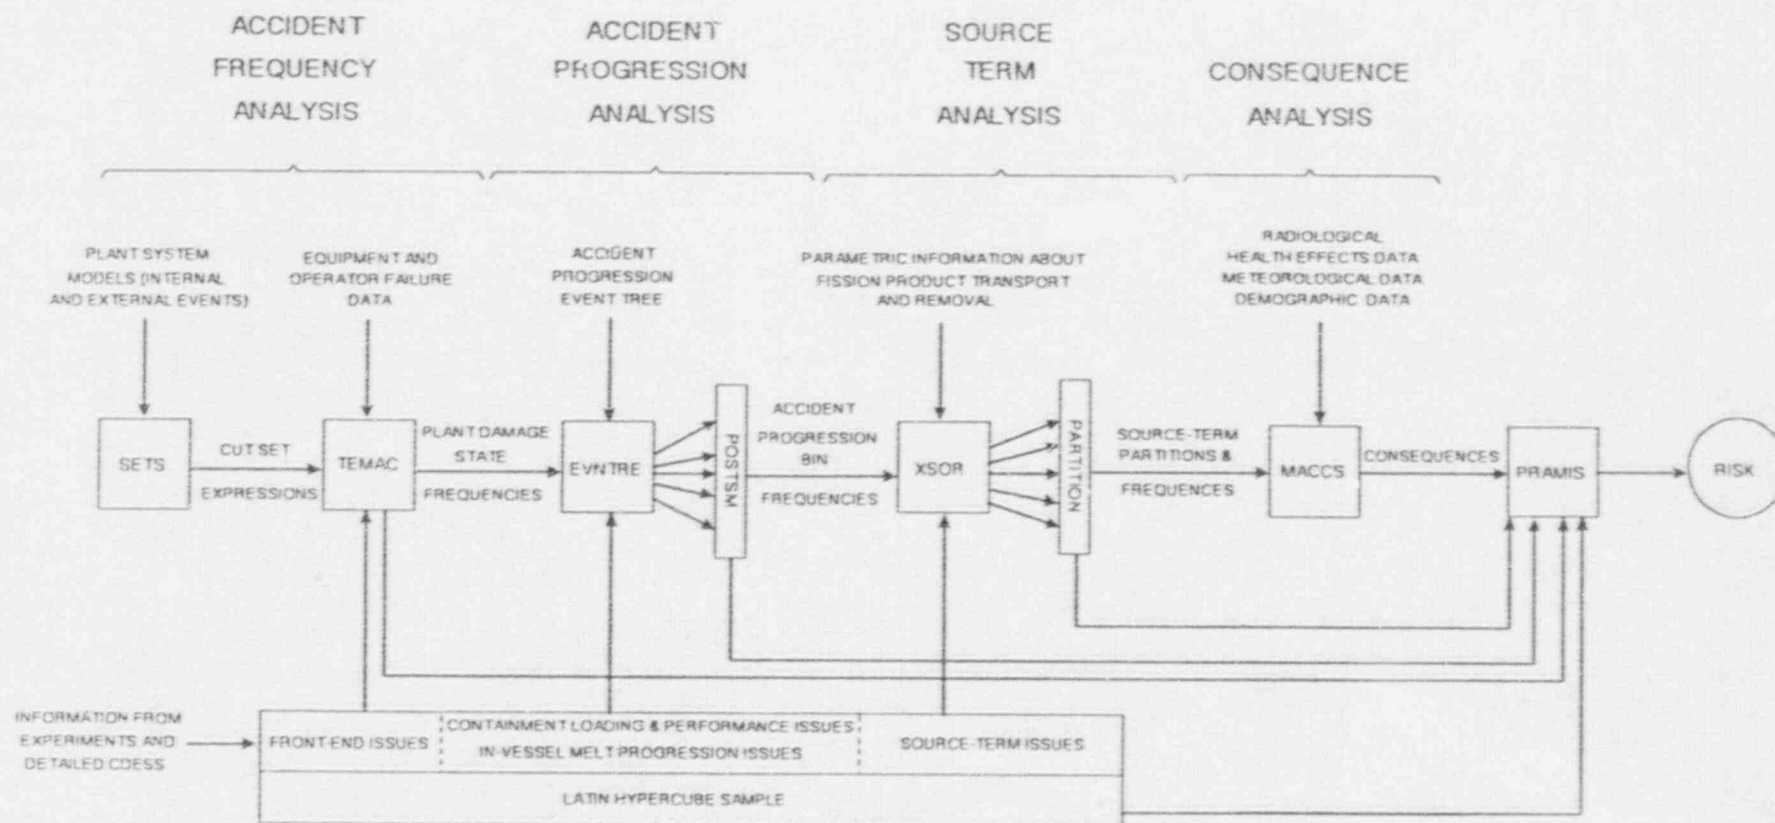 ACCIDENT
FREQUENCY
ANALYSIS
ACCIDENT
PROGRESSION
ANALYSIS
SOURCE
TERM
ANALYSIS
CONSEQUENCE
ANALYSIS
PLANT SYSTEM
MODELS (INTERNAL
AND EXTERNAL EVENTS)
EQUIPMENT AND
OPERATOR FAILURE
DATA
ACCIDENT
PROGRESSION
EVENT TREE
PARAMETRIC INFORMATION ABOUT
FISSION PRODUCT TRANSPORT
AND REMOVAL
RADIOLOGICAL
HEALTH EFFECTS DATA
METEOROLOGICAL DATA
DEMOGRAPHIC DATA
SETS
CUT SET
EXPRESSIONS
TEMAC
PLANT DAMAGE
STATE
FREQUENCIES
EVNTRE
POSTSM
ACCIDENT
PROGRESSION
BIN
FREQUENCIES
XSOR
PARTITION
SOURCE-TERM
PARTITIONS &
FREQUENCES
MACCS
CONSEQUENCES
PRAMIS
RISK
INFORMATION FROM
EXPERIMENTS AND
DETAILED CDESS
FRONT-END ISSUES
CONTAINMENT LOADING & PERFORMANCE ISSUES
IN-VESSEL MELT PROGRESSION ISSUES
SOURCE-TERM ISSUES
LATIN HYPERCUBE SAMPLE